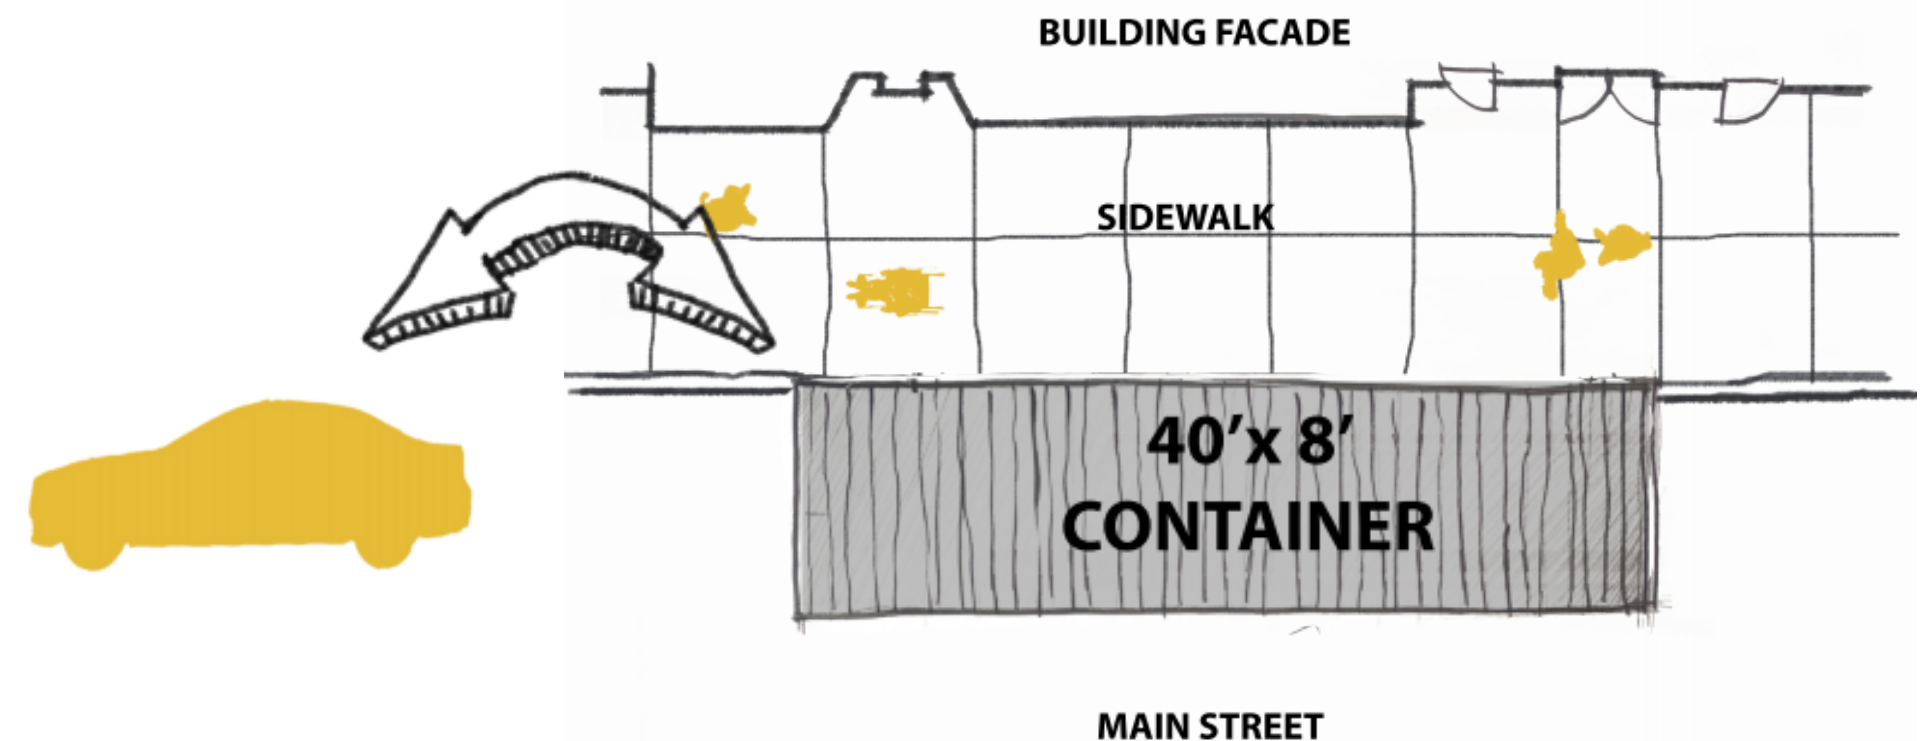 BUILDING FACADE
SIDEWALK
40’x 8’
CONTAINER
MAIN STREET